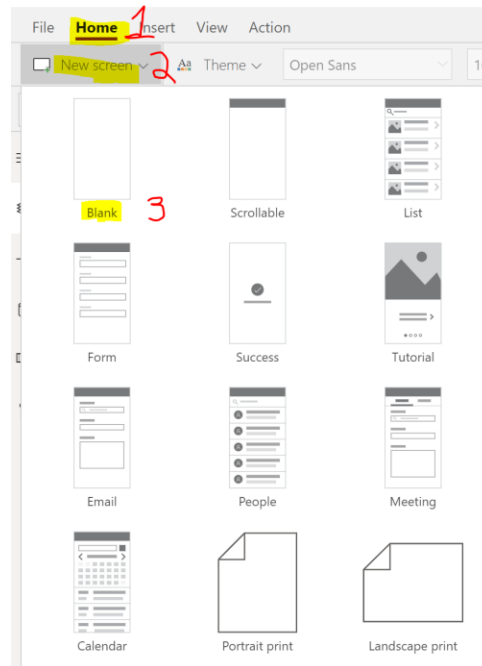 File Home 1 Insert View Action
New screen 2 Theme Open Sans 1
Blank 3 Scrollable List
Form Success Tutorial
Email People Meeting
Calendar Portrait print Landscape print